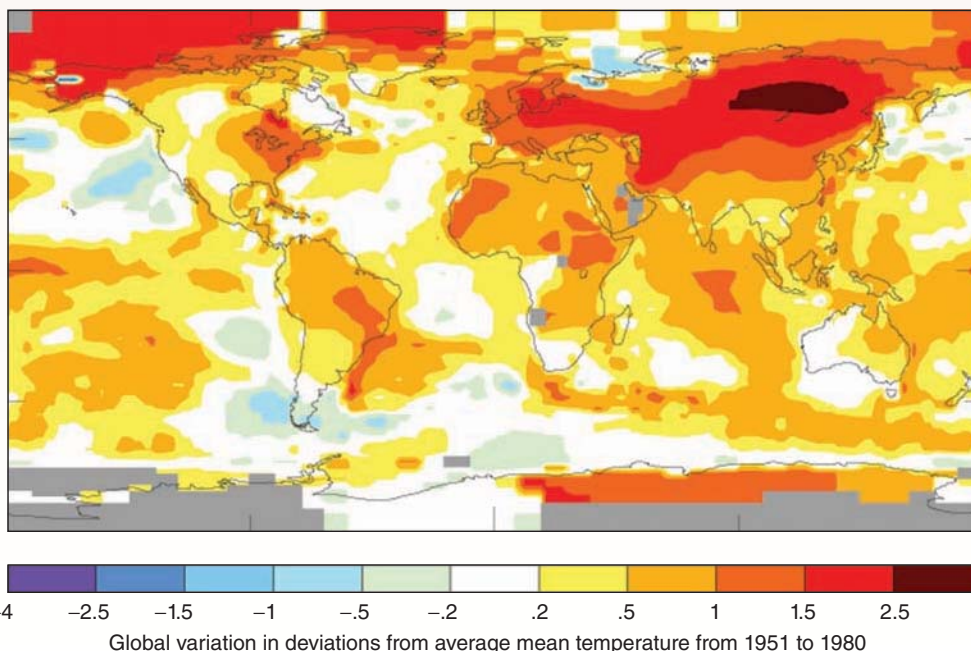 -4 −2.5 −1.5 −1 −.5 −.2 .2 .5 1 1.5 2.5
Global variation in deviations from average mean temperature from 1951 to 1980